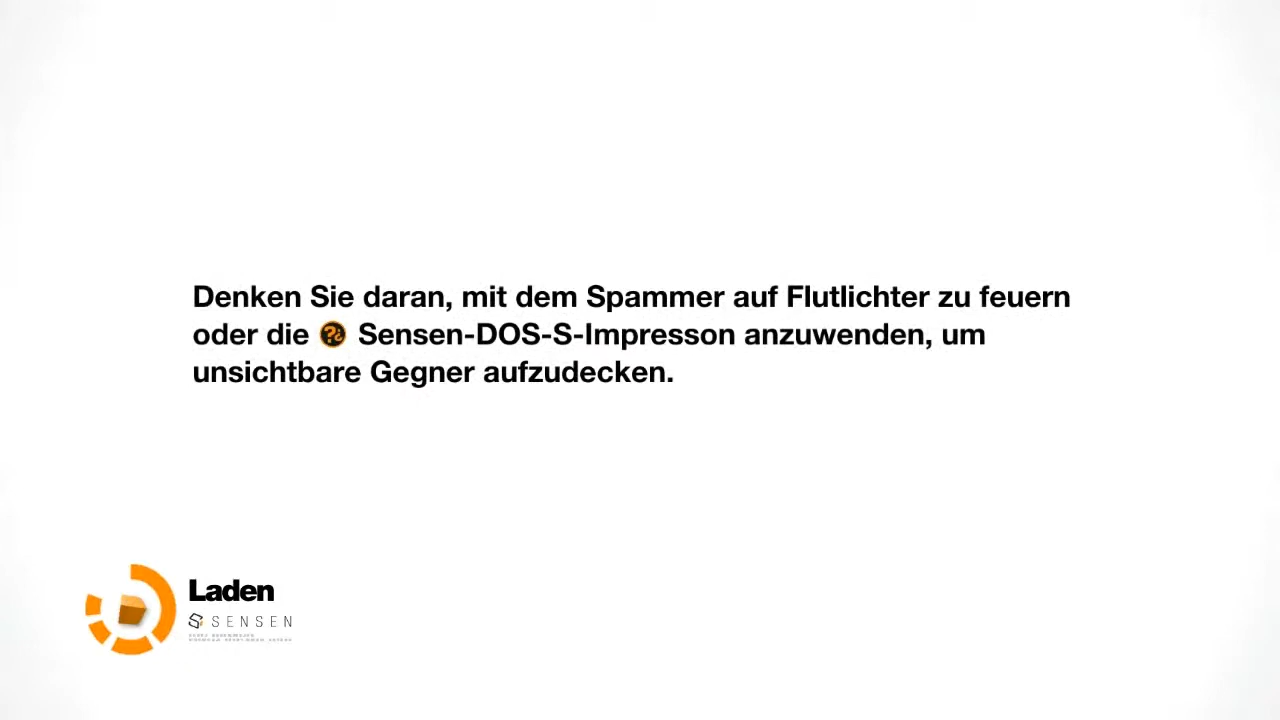 Denken Sie daran, mit dem Spammer auf Flutlichter zu feuern
oder die Sensen-DOS-S-Impresson anzuwenden, um
unsichtbare Gegner aufzudecken.
Laden
SENSEN